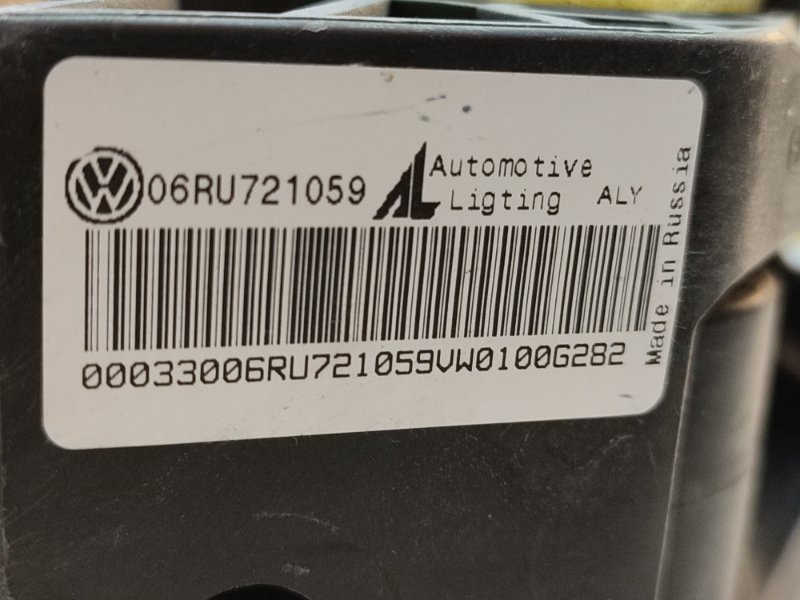 06RU721059
Automotive
Ligting ALY
00033006RU721059VW0100G282
Made in Russia